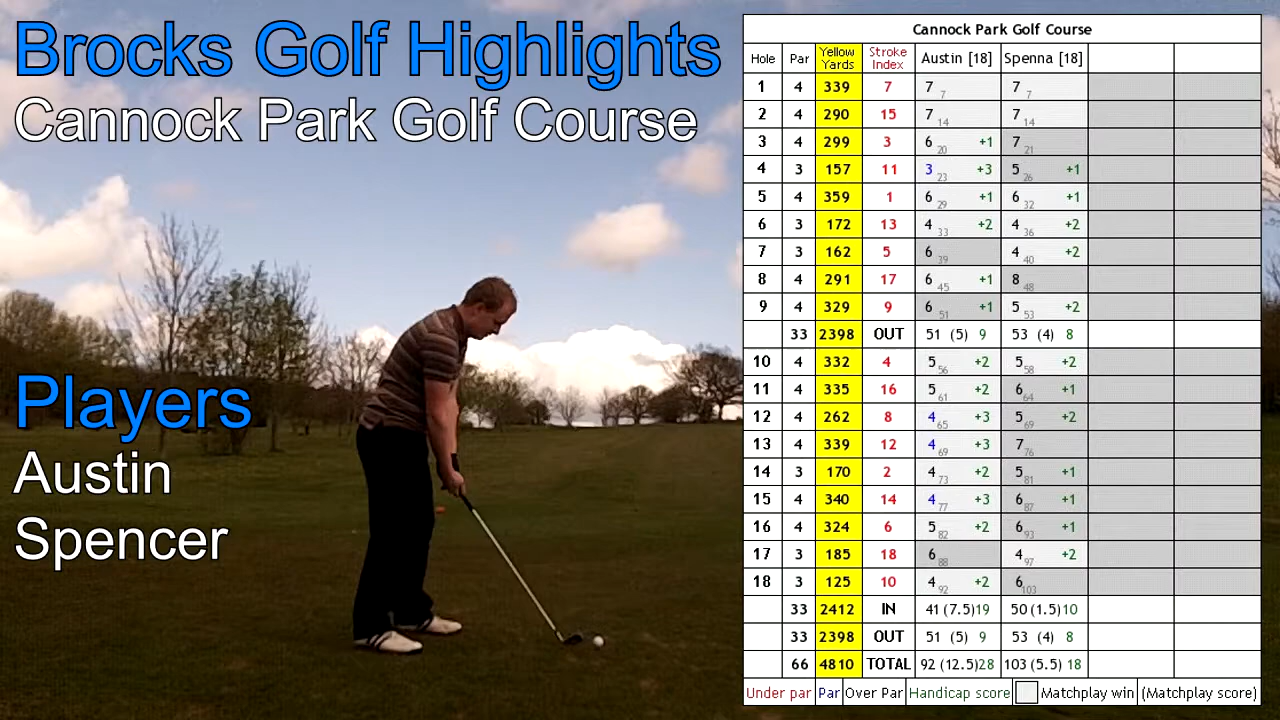 Brocks Golf Highlights
Cannock Park Golf Course
Players
Austin
Spencer
Cannock Park Golf Course
Hole Par Yellow Yards Stroke Index Austin [18] Spenna [18]
1 4 339 7 7 7 7 7
2 4 290 15 7 14 7 14
3 4 299 3 6 20 +1 7 21
4 3 157 11 3 23 +3 5 26 +1
5 4 359 1 6 29 +1 6 32 +1
6 3 172 13 4 33 +2 4 36 +2
7 3 162 5 6 39 4 40 +2
8 4 291 17 6 45 +1 8 48
9 4 329 9 6 51 +1 5 53 +2
33 2398 OUT 51 (5) 9 53 (4) 8
10 4 332 4 5 56 +2 5 58 +2
11 4 335 16 5 61 +2 6 64 +1
12 4 262 8 4 65 +3 5 69 +2
13 4 339 12 4 69 +3 7 76
14 3 170 2 4 73 +2 5 81 +1
15 4 340 14 4 77 +3 6 87 +1
16 4 324 6 5 82 +2 6 93 +1
17 3 185 18 6 88 4 97 +2
18 3 125 10 4 92 +2 6 103
33 2412 IN 41 (7.5) 19 50 (1.5) 10
33 2398 OUT 51 (5) 9 53 (4) 8
66 4810 TOTAL 92 (12.5) 28 103 (5.5) 18
Under par Par Over Par Handicap score Matchplay win (Matchplay score)